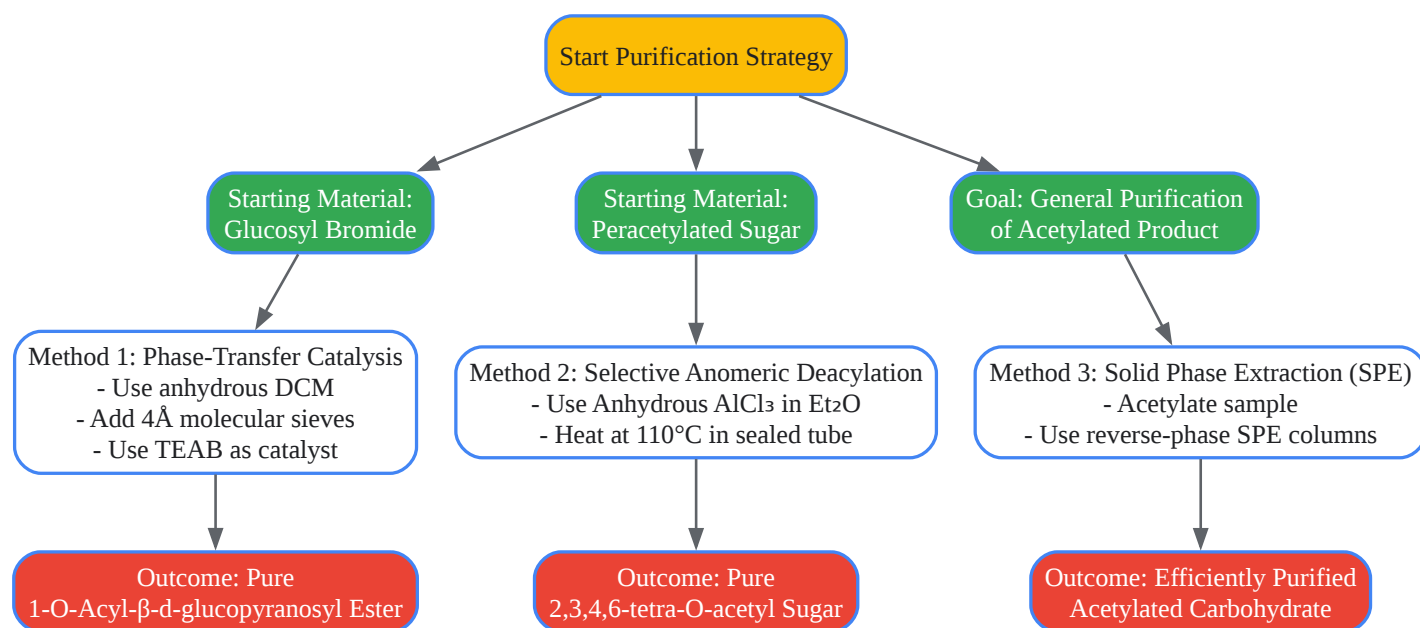 Start Purification Strategy
Starting Material:
Glucosyl Bromide
Starting Material:
Peracetylated Sugar
Goal: General Purification
of Acetylated Product
Method 1: Phase-Transfer Catalysis
- Use anhydrous DCM
- Add 4Å molecular sieves
- Use TEAB as catalyst
Method 2: Selective Anomeric Deacylation
- Use Anhydrous AlCl₃ in Et₂O
- Heat at 110°C in sealed tube
Method 3: Solid Phase Extraction (SPE)
- Acetylate sample
- Use reverse-phase SPE columns
Outcome: Pure
1-O-Acyl-β-d-glucopyranosyl Ester
Outcome: Pure
2,3,4,6-tetra-O-acetyl Sugar
Outcome: Efficiently Purified
Acetylated Carbohydrate